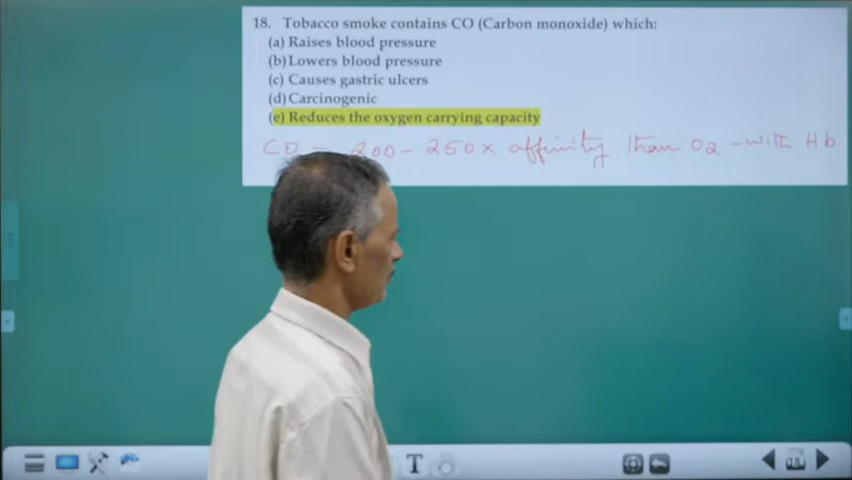 18. Tobacco smoke contains CO (Carbon monoxide) which:
(a) Raises blood pressure
(b) Lowers blood pressure
(c) Causes gastric ulcers
(d) Carcinogenic
(e) Reduces the oxygen carrying capacity
CO – 200 – 250 x affinity than O2 – with Hb
T